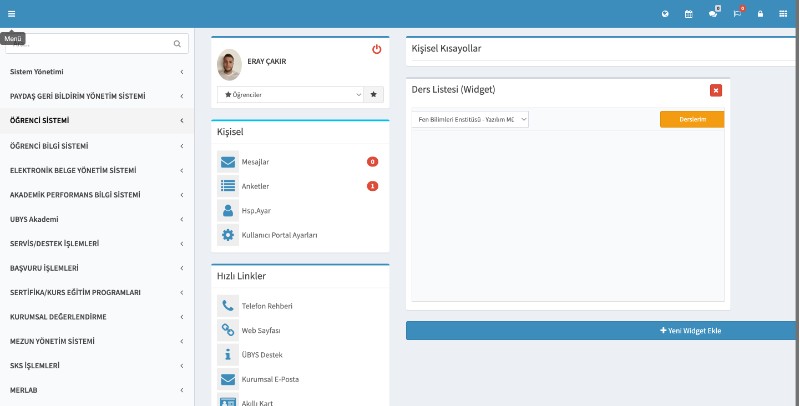 0
0
Menü
Sistem Yönetimi
PAYDAŞ GERİ BİLDİRİM YÖNETİM SİSTEMİ
ÖĞRENCİ SİSTEMİ
ÖĞRENCİ BİLGİ SİSTEMİ
ELEKTRONİK BELGE YÖNETİM SİSTEMİ
AKADEMİK PERFORMANS BİLGİ SİSTEMİ
UBYS Akademi
SERVİS/DESTEK İŞLEMLERİ
BAŞVURU İŞLEMLERİ
SERTİFİKA/KURS EĞİTİM PROGRAMLARI
KURUMSAL DEĞERLENDİRME
MEZUN YÖNETİM SİSTEMİ
SKS İŞLEMLERİ
MERLAB
ERAY ÇAKIR
Öğrenciler
Kişisel
Mesajlar 0
Anketler 1
Hsp.Ayar
Kullanıcı Portal Ayarları
Hızlı Linkler
Telefon Rehberi
Web Sayfası
ÜBYS Destek
Kurumsal E-Posta
Akıllı Kart
Kişisel Kısayollar
Ders Listesi (Widget)
Fen Bilimleri Enstitüsü - Yazılım Mü
Derslerim
Yeni Widget Ekle